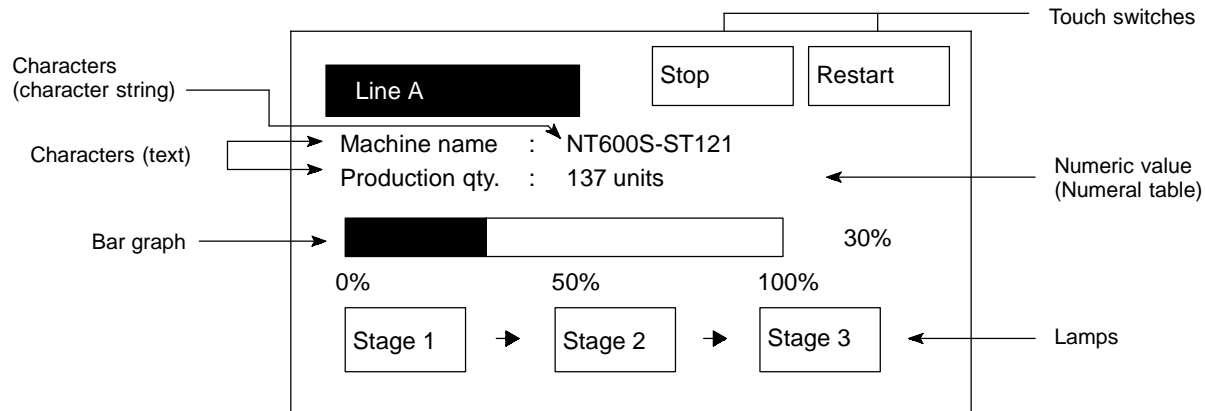 Touch switches
Characters
(character string)
Stop
Restart
Line A
Machine name : NT600S-ST121
Characters (text)
Production qty. : 137 units
Numeric value
(Numeral table)
Bar graph
30%
0% 50% 100%
Stage 1
Stage 2
Stage 3
Lamps